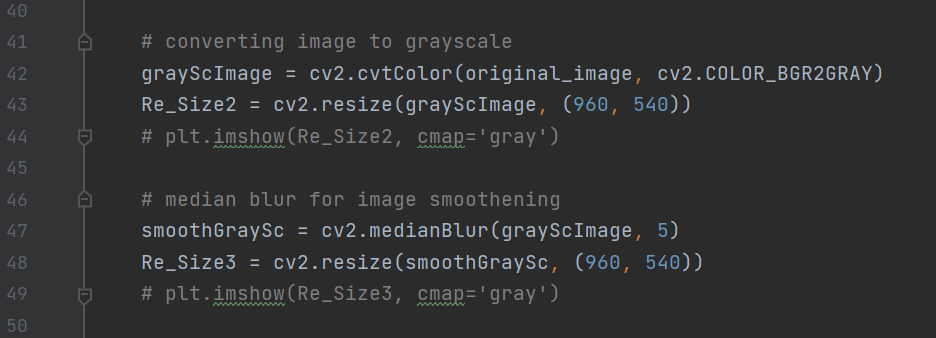 40
41 # converting image to grayscale
42 grayScImage = cv2.cvtColor(original_image, cv2.COLOR_BGR2GRAY)
43 Re_Size2 = cv2.resize(grayScImage, (960, 540))
44 # plt.imshow(Re_Size2, cmap='gray')
45
46 # median blur for image smoothening
47 smoothGraySc = cv2.medianBlur(grayScImage, 5)
48 Re_Size3 = cv2.resize(smoothGraySc, (960, 540))
49 # plt.imshow(Re_Size3, cmap='gray')
50